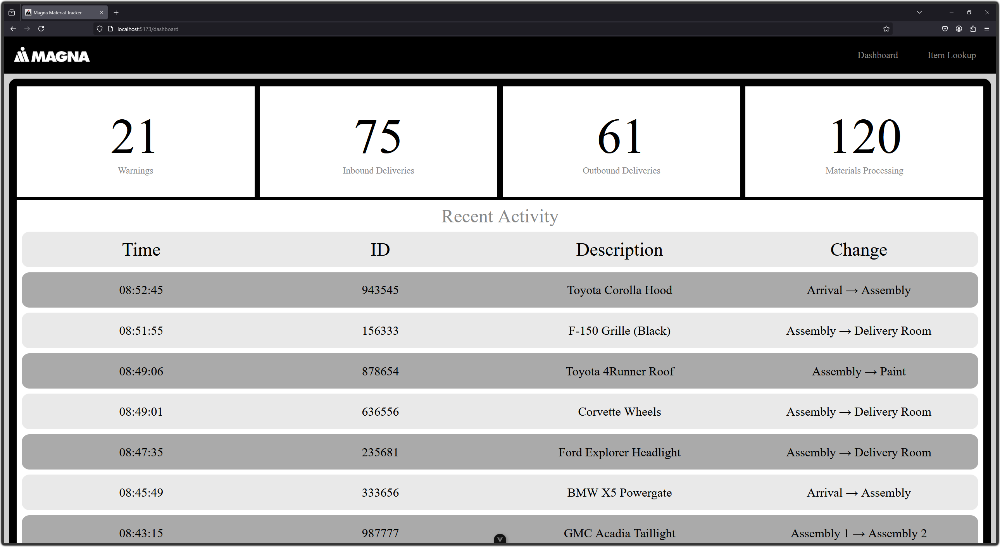 Magna Material Tracker
localhost:5173/dashboard
MAGNA
Dashboard Item Lookup
21 75 61 120
Warnings Inbound Deliveries Outbound Deliveries Materials Processing
Recent Activity
Time ID Description Change
08:52:45 943545 Toyota Corolla Hood Arrival → Assembly
08:51:55 156333 F-150 Grille (Black) Assembly → Delivery Room
08:49:06 878654 Toyota 4Runner Roof Assembly → Paint
08:49:01 636556 Corvette Wheels Assembly → Delivery Room
08:47:35 235681 Ford Explorer Headlight Assembly → Delivery Room
08:45:49 333656 BMW X5 Powergate Arrival → Assembly
08:43:15 987777 GMC Acadia Taillight Assembly 1 → Assembly 2